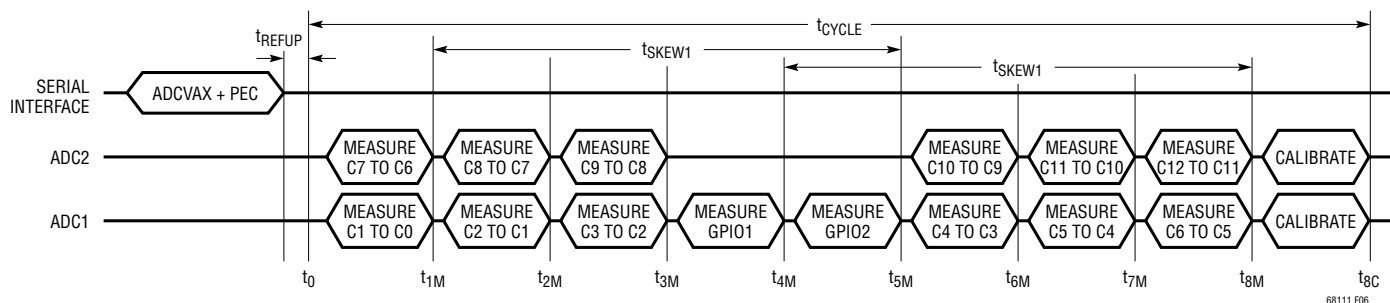 tCYCLE
tREFUP
tSKEW1
tSKEW1
SERIAL
INTERFACE
ADCVAX + PEC
ADC2
MEASURE
C7 TO C6
MEASURE
C8 TO C7
MEASURE
C9 TO C8
MEASURE
C10 TO C9
MEASURE
C11 TO C10
MEASURE
C12 TO C11
CALIBRATE
ADC1
MEASURE
C1 TO C0
MEASURE
C2 TO C1
MEASURE
C3 TO C2
MEASURE
GPIO1
MEASURE
GPIO2
MEASURE
C4 TO C3
MEASURE
C5 TO C4
MEASURE
C6 TO C5
CALIBRATE
t0 t1M t2M t3M t4M t5M t6M t7M t8M t8C
68111 F06